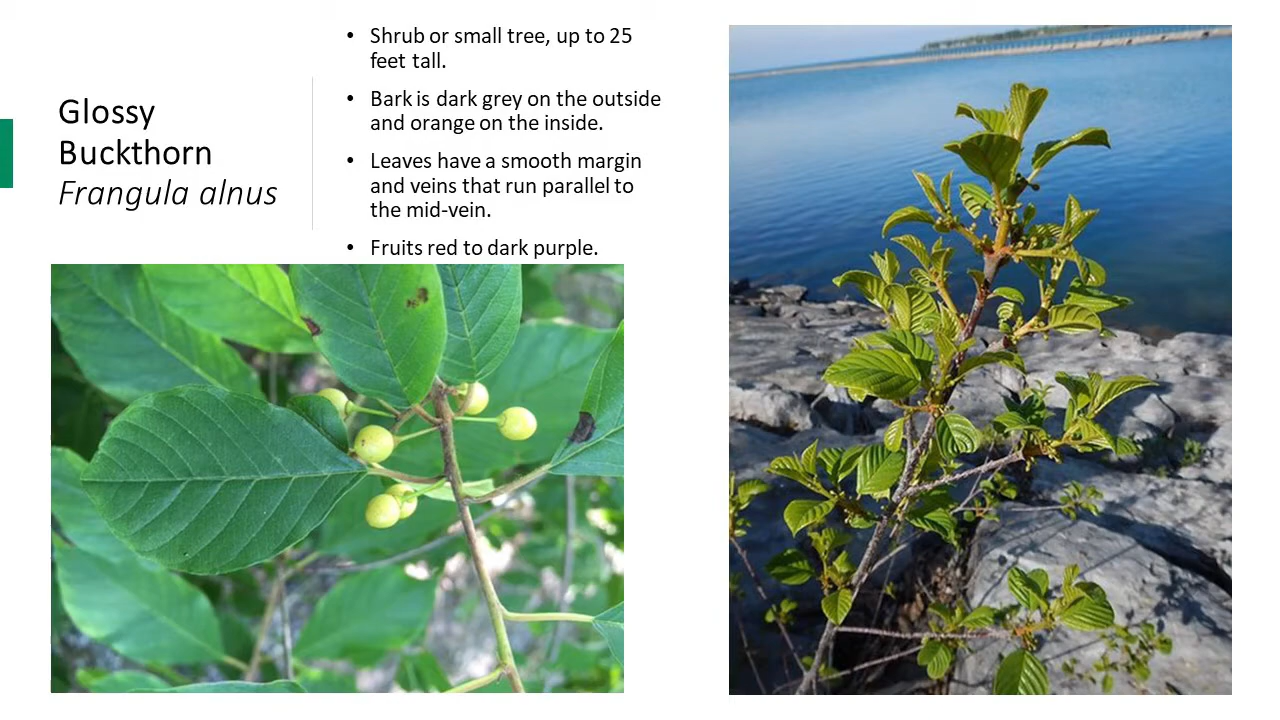 Glossy
Buckthorn
Frangula alnus
• Shrub or small tree, up to 25
feet tall.
• Bark is dark grey on the outside
and orange on the inside.
• Leaves have a smooth margin
and veins that run parallel to
the mid-vein.
• Fruits red to dark purple.